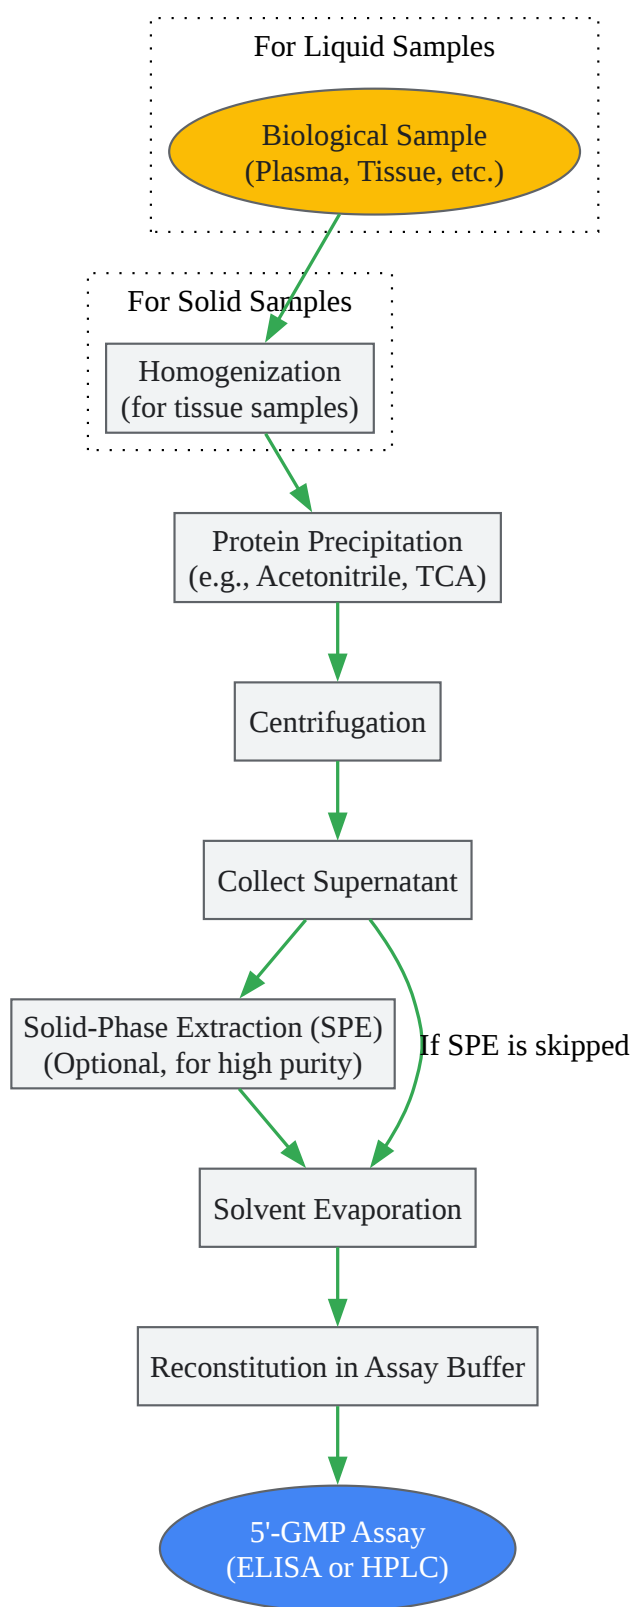 For Liquid Samples
Biological Sample
(Plasma, Tissue, etc.)
For Solid Samples
Homogenization
(for tissue samples)
Protein Precipitation
(e.g., Acetonitrile, TCA)
Centrifugation
Collect Supernatant
Solid-Phase Extraction (SPE)
(Optional, for high purity)
If SPE is skipped
Solvent Evaporation
Reconstitution in Assay Buffer
5'-GMP Assay
(ELISA or HPLC)